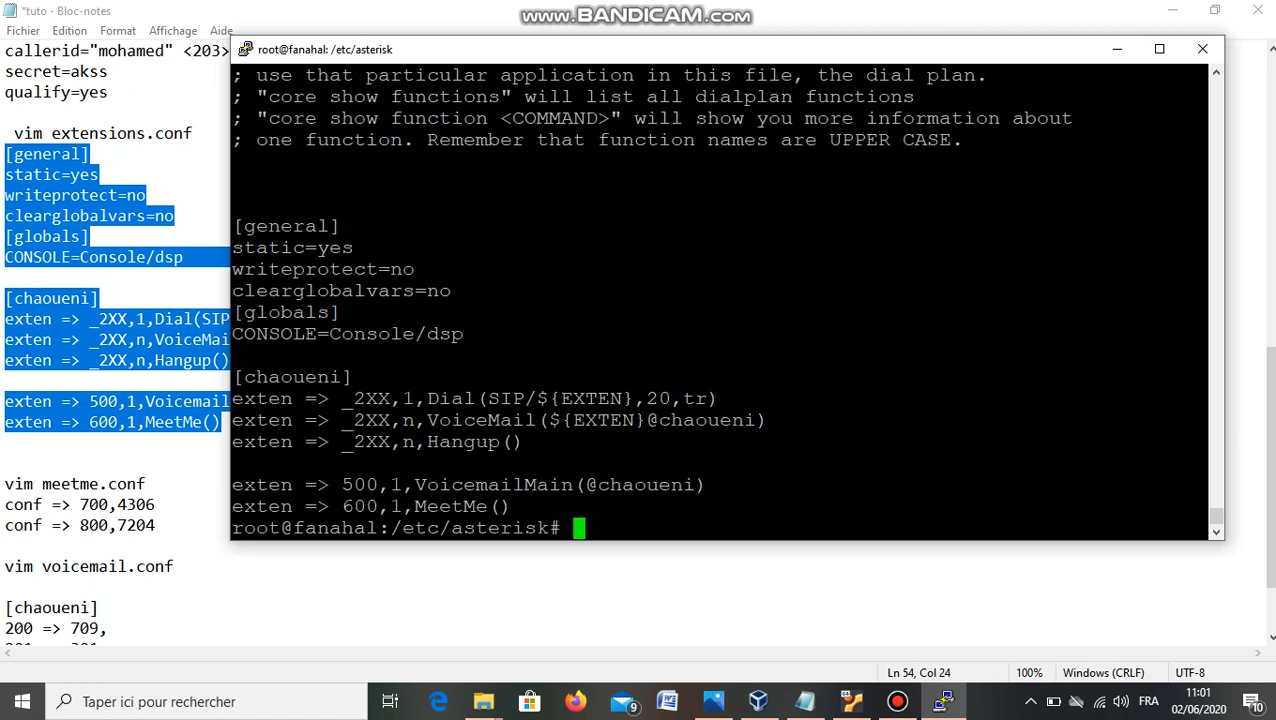 www.BANDICAM.com
*tuto - Bloc-notes
Fichier Edition Format Affichage Aide
callerid="mohamed" <203>
secret=akss
qualify=yes
vim extensions.conf
[general]
static=yes
writeprotect=no
clearglobalvars=no
[globals]
CONSOLE=Console/dsp
[chaoueni]
exten => _2XX,1,Dial(SIP
exten => _2XX,n,VoiceMai
exten => _2XX,n,Hangup()
exten => 500,1,Voicemail
exten => 600,1,MeetMe()
vim meetme.conf
conf => 700,4306
conf => 800,7204
vim voicemail.conf
[chaoueni]
200 => 709,
root@fanahal: /etc/asterisk
; use that particular application in this file, the dial plan.
; "core show functions" will list all dialplan functions
; "core show function <COMMAND>" will show you more information about
; one function. Remember that function names are UPPER CASE.
[general]
static=yes
writeprotect=no
clearglobalvars=no
[globals]
CONSOLE=Console/dsp
[chaoueni]
exten => _2XX,1,Dial(SIP/${EXTEN},20,tr)
exten => _2XX,n,VoiceMail(${EXTEN}@chaoueni)
exten => _2XX,n,Hangup()
exten => 500,1,VoicemailMain(@chaoueni)
exten => 600,1,MeetMe()
root@fanahal:/etc/asterisk#
Ln 54, Col 24 100% Windows (CRLF) UTF-8
Taper ici pour rechercher
9
FRA
11:01
02/06/2020
10